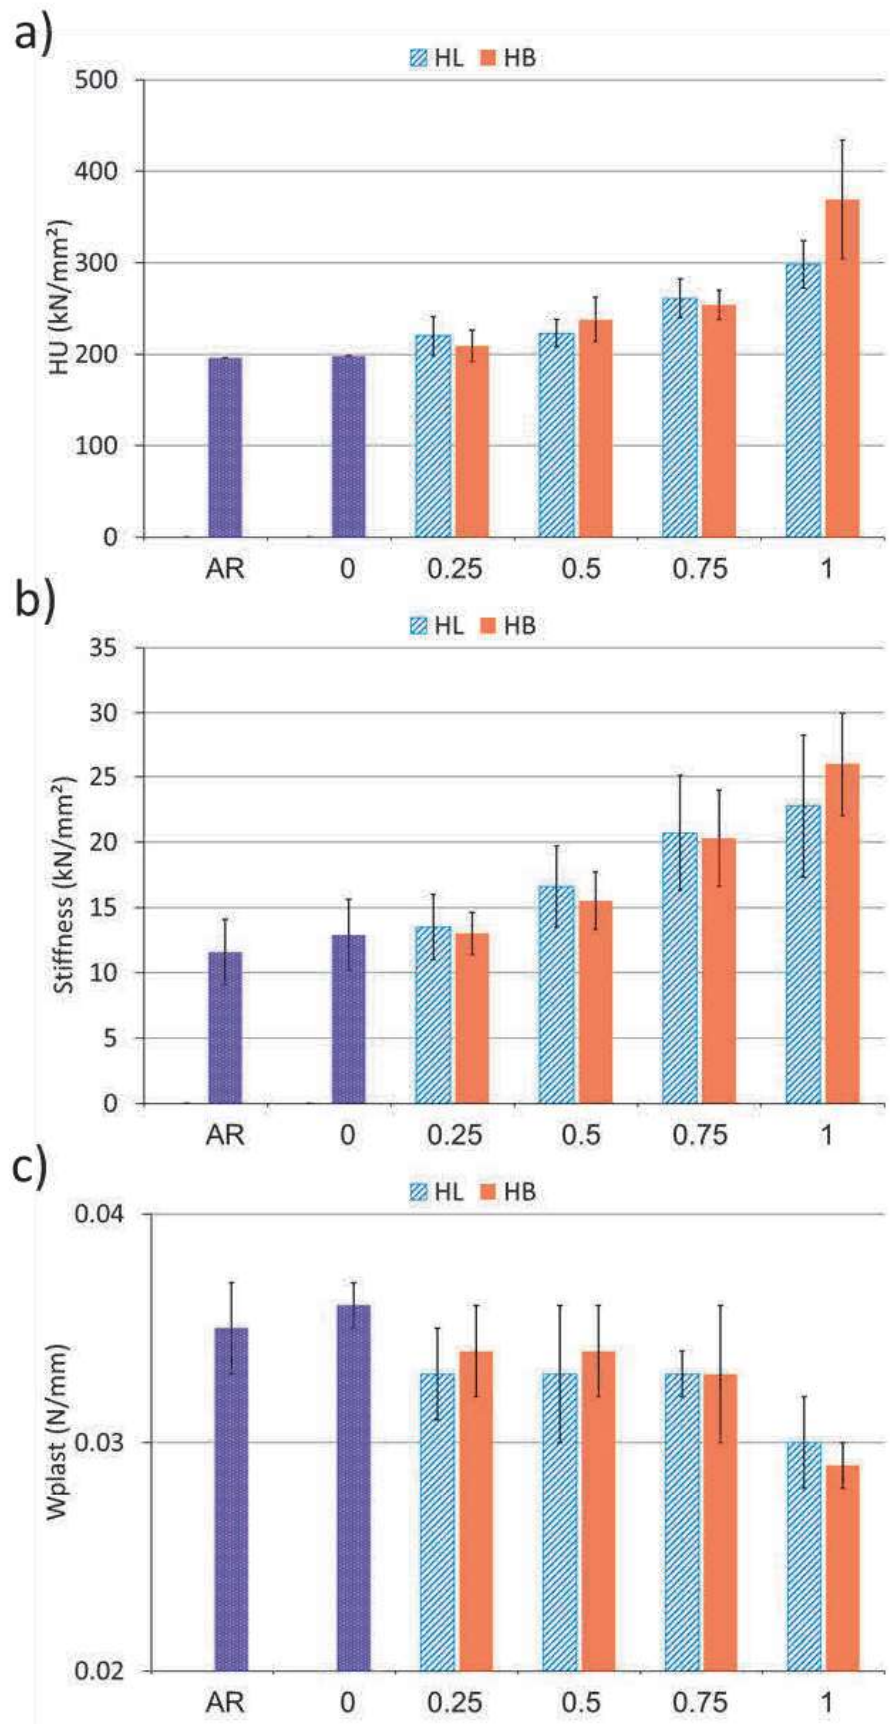 a)
HL HB
500
400
300
200
100
0
HU (kN/mm²)
AR 0 0.25 0.5 0.75 1
b)
HL HB
35
30
25
20
15
10
5
0
Stiffness (kN/mm²)
AR 0 0.25 0.5 0.75 1
c)
HL HB
0.04
0.03
0.02
Wplast (N/mm)
AR 0 0.25 0.5 0.75 1